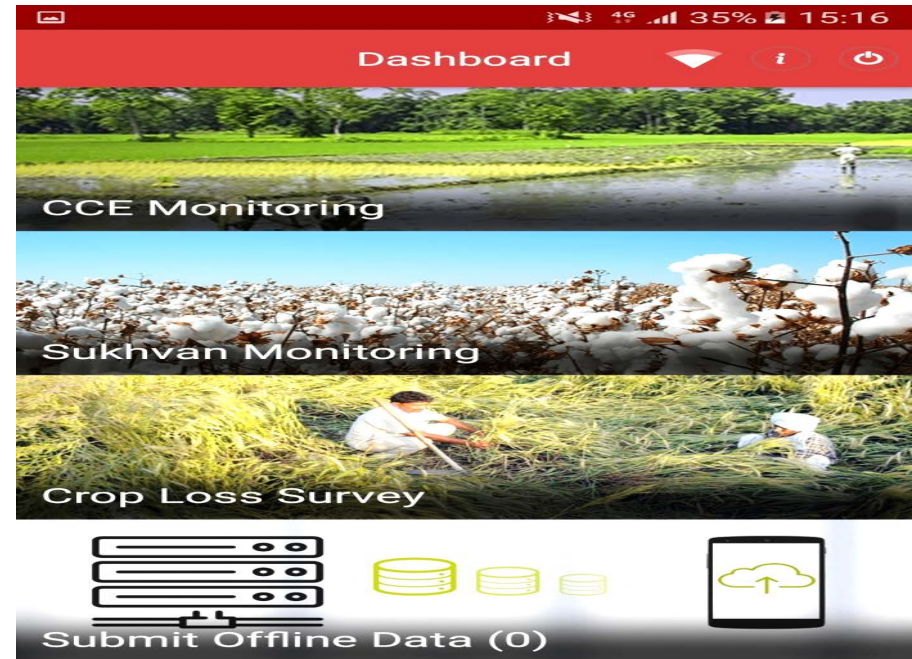 4G 35% 15:16
Dashboard i
CCE Monitoring
Sukhvan Monitoring
Crop Loss Survey
Submit Offline Data (0)